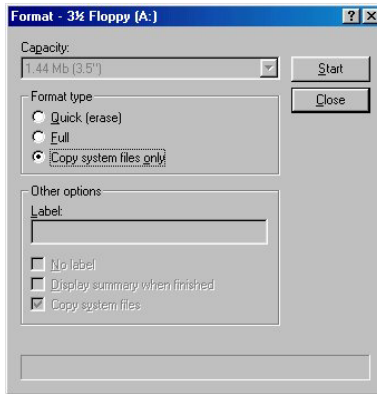 Format - 3½ Floppy (A:)
Capacity:
1.44 Mb (3.5")
Start
Format type
Close
Quick (erase)
Full
Copy system files only
Other options
Label:
No label
Display summary when finished
Copy system files